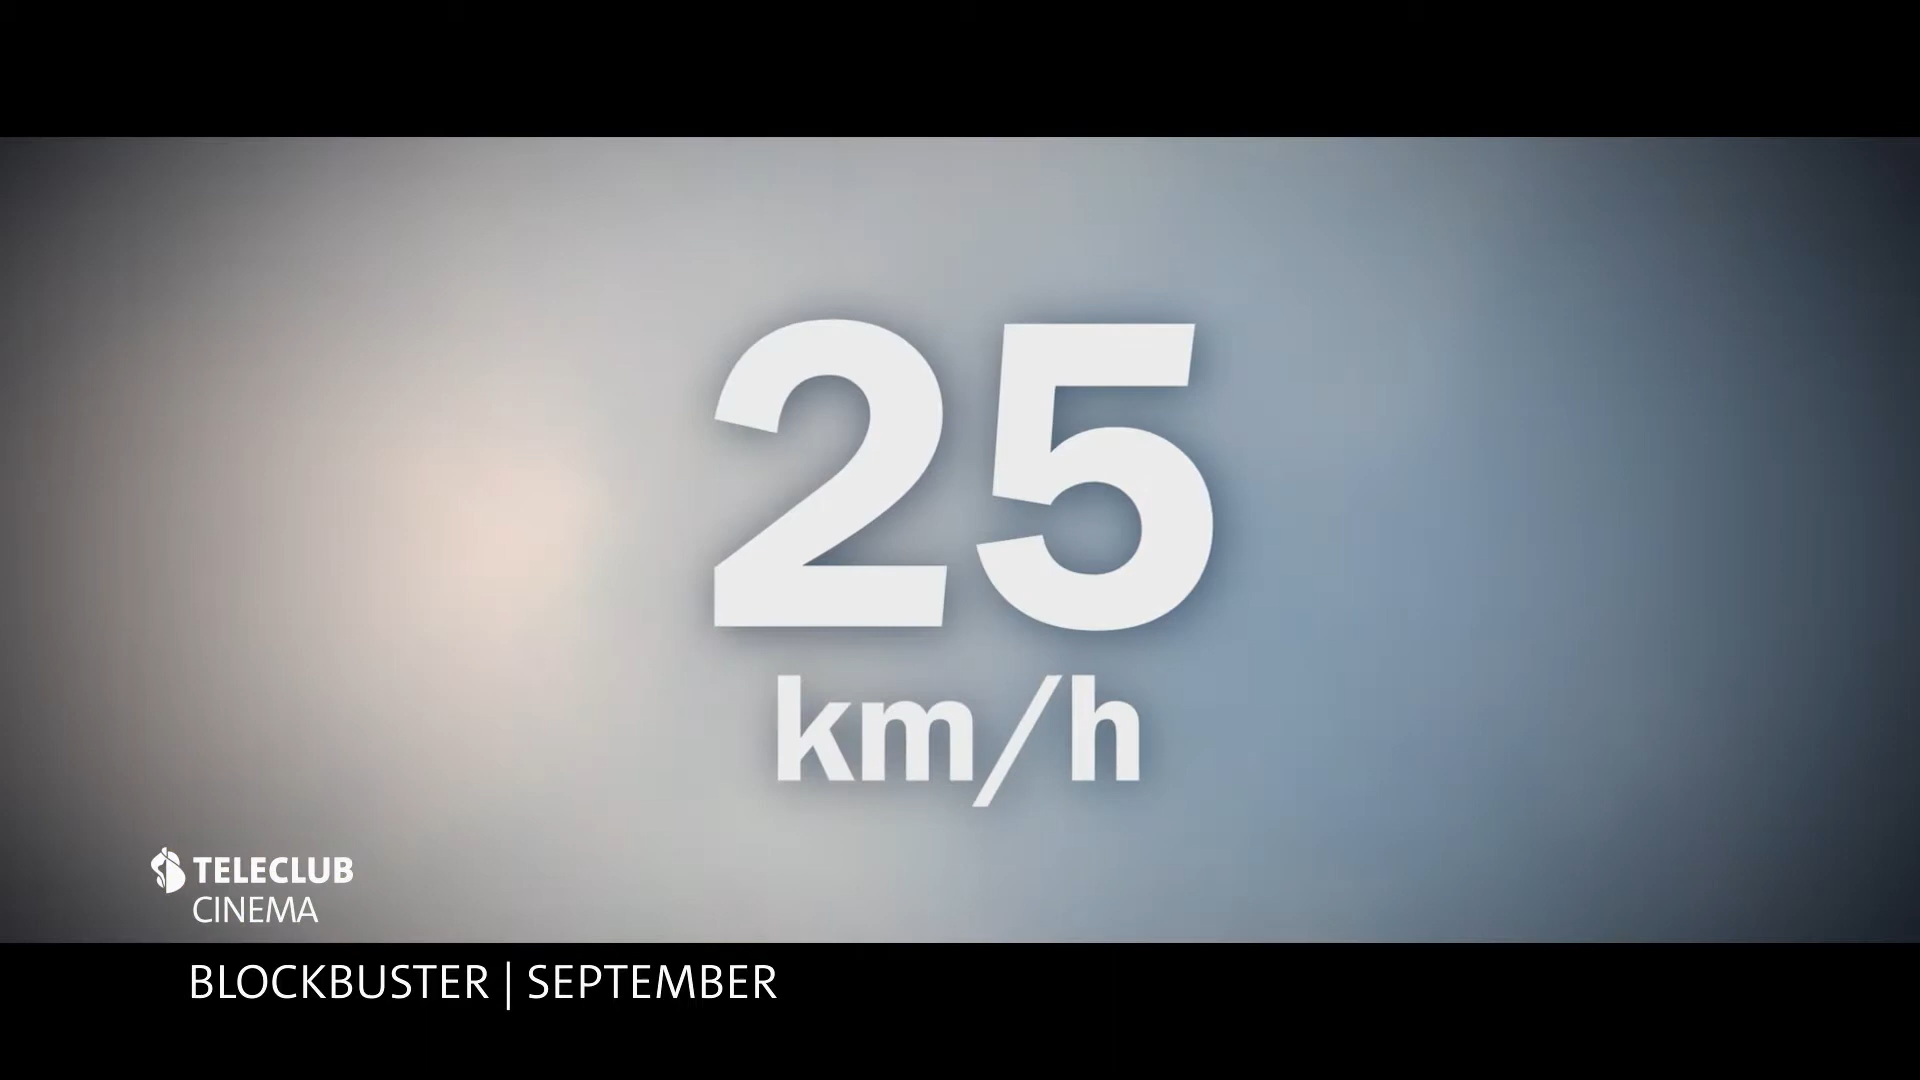 25
km/h
TELECLUB
CINEMA
BLOCKBUSTER | SEPTEMBER